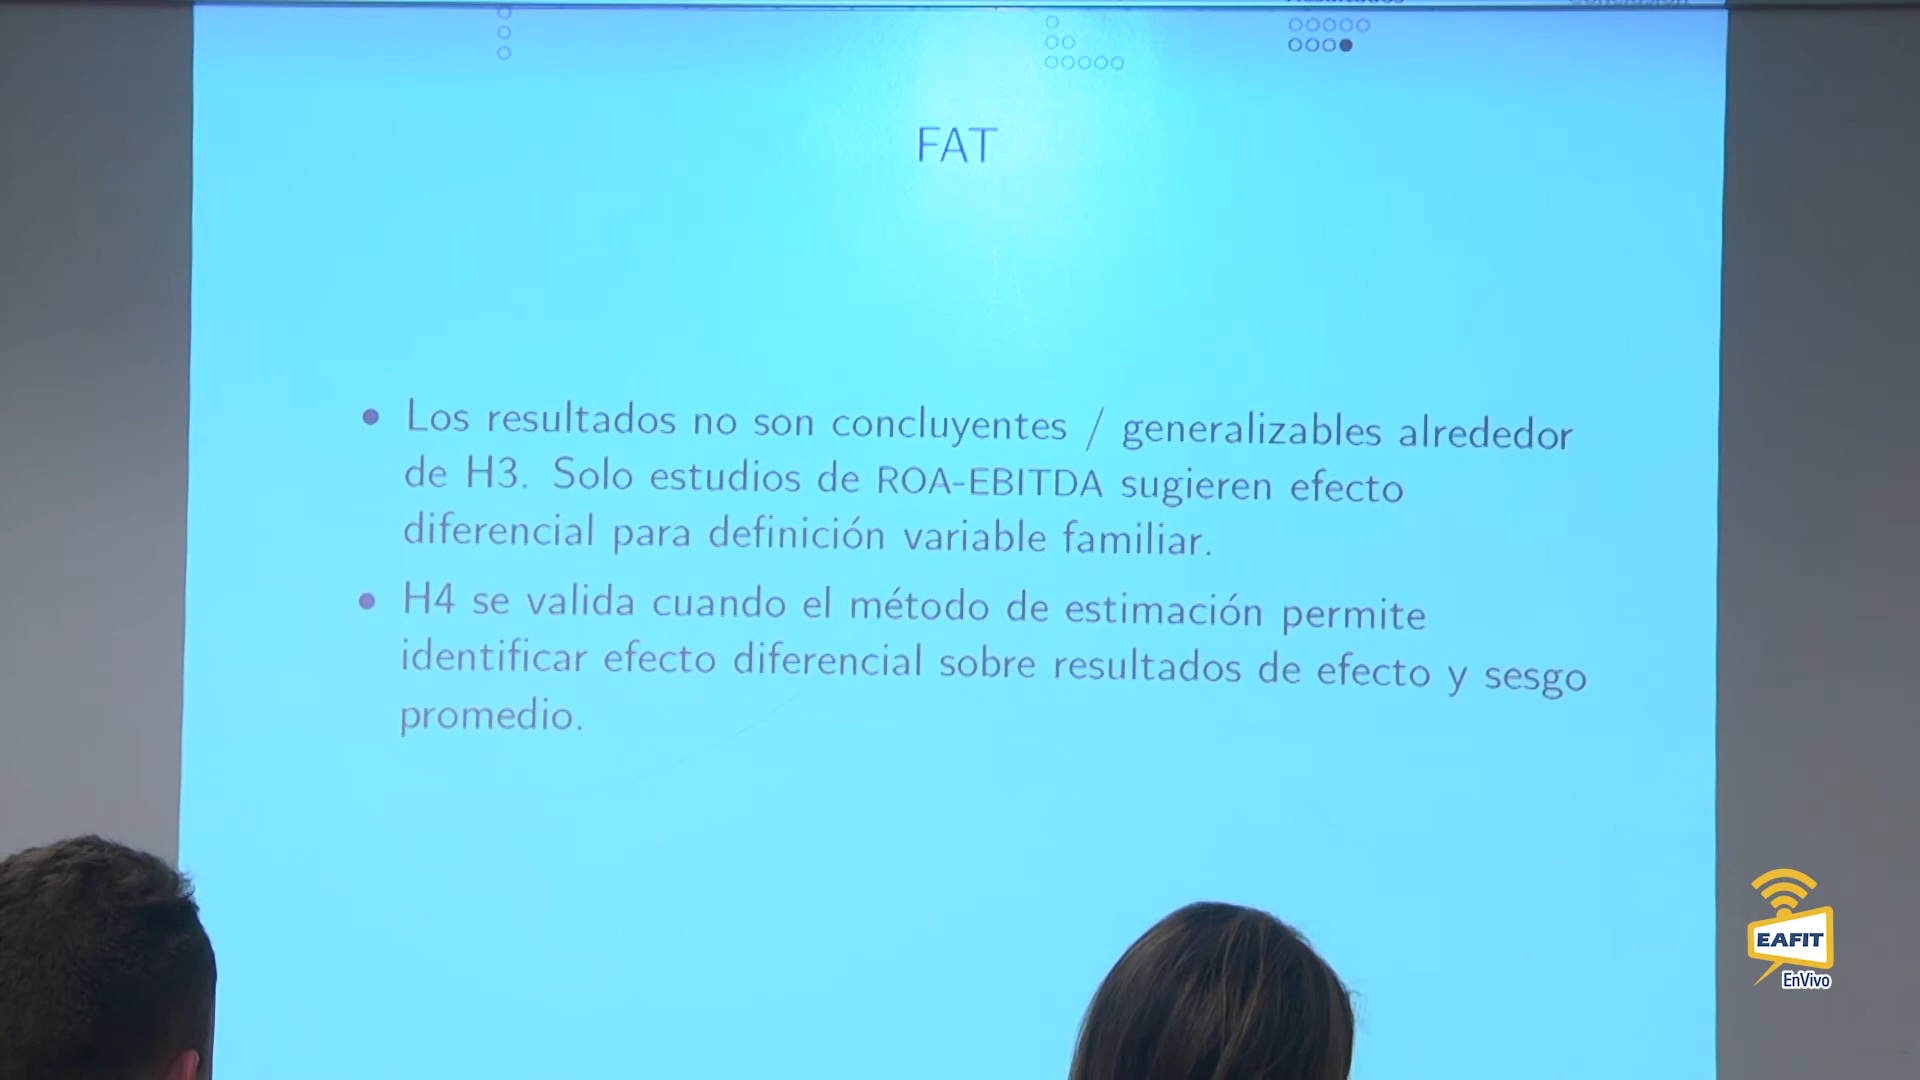 FAT
• Los resultados no son concluyentes / generalizables alrededor
de H3. Solo estudios de ROA-EBITDA sugieren efecto
diferencial para definición variable familiar.
• H4 se valida cuando el método de estimación permite
identificar efecto diferencial sobre resultados de efecto y sesgo
promedio.
EAFIT
EnVivo